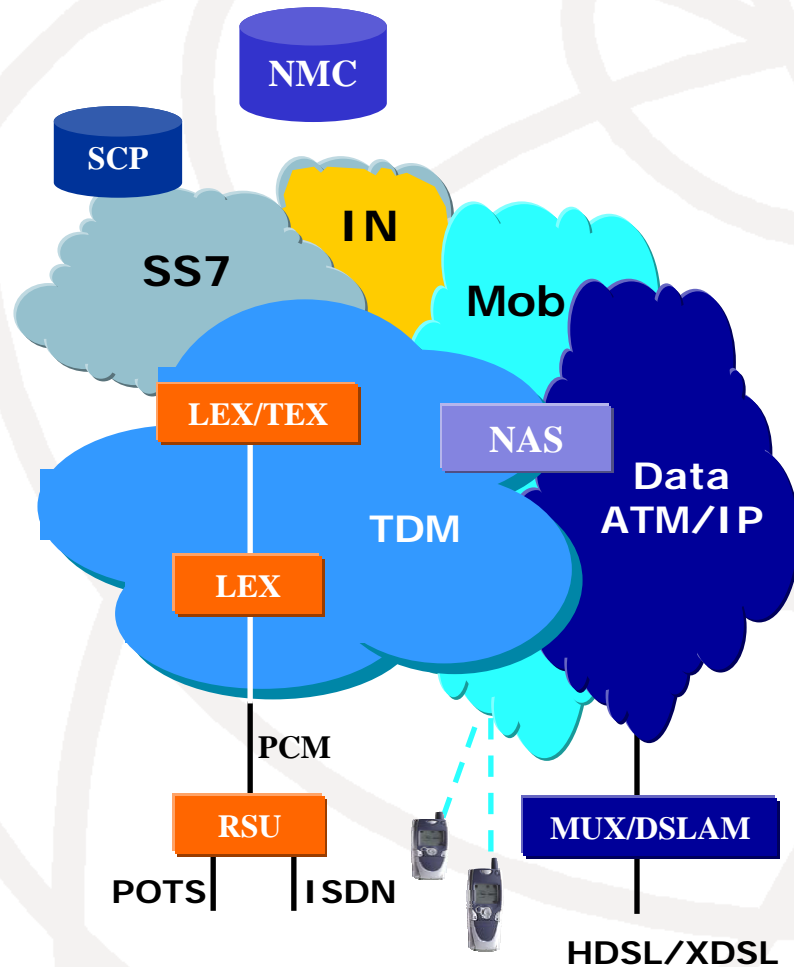 NMC
SCP
IN
SS7
Mob
LEX/TEX
NAS
Data
ATM/IP
TDM
LEX
PCM
RSU
MUX/DSLAM
POTS
ISDN
HDSL/XDSL